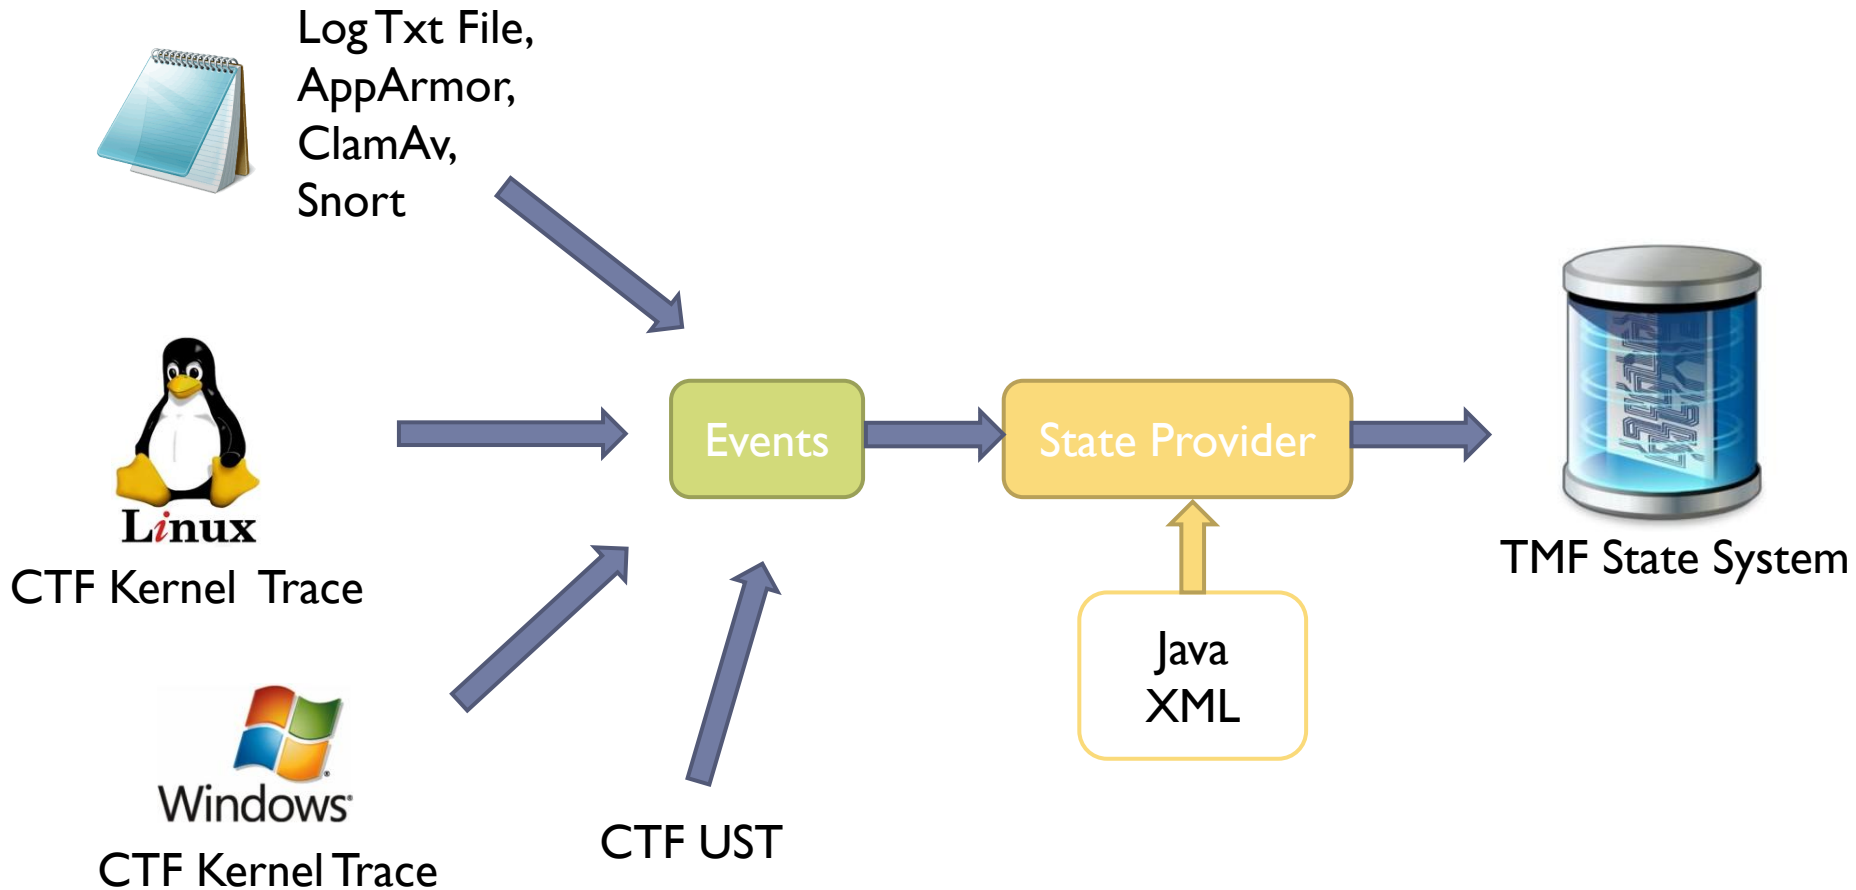 Log Txt File,
AppArmor,
ClamAv,
Snort
Linux
CTF Kernel Trace
Windows
CTF Kernel Trace
CTF UST
Events
State Provider
Java
XML
TMF State System